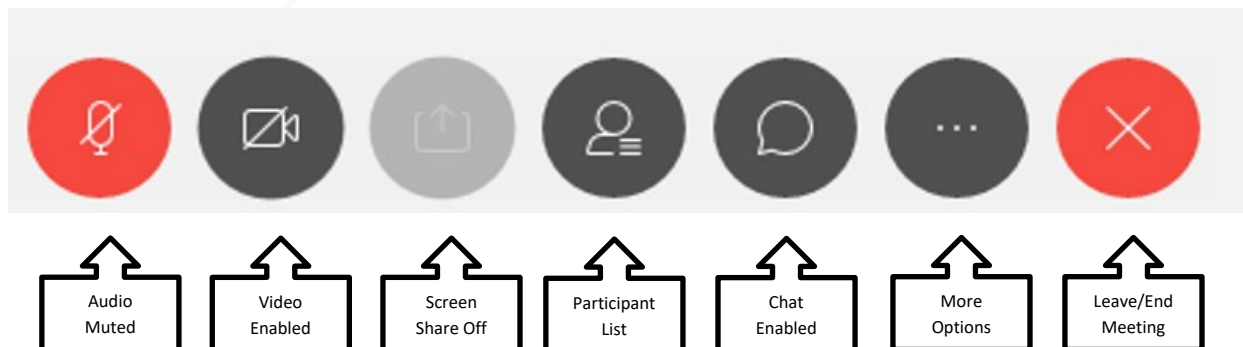 Audio
Muted
Video
Enabled
Screen
Share Off
Participant
List
Chat
Enabled
More
Options
Leave/End
Meeting